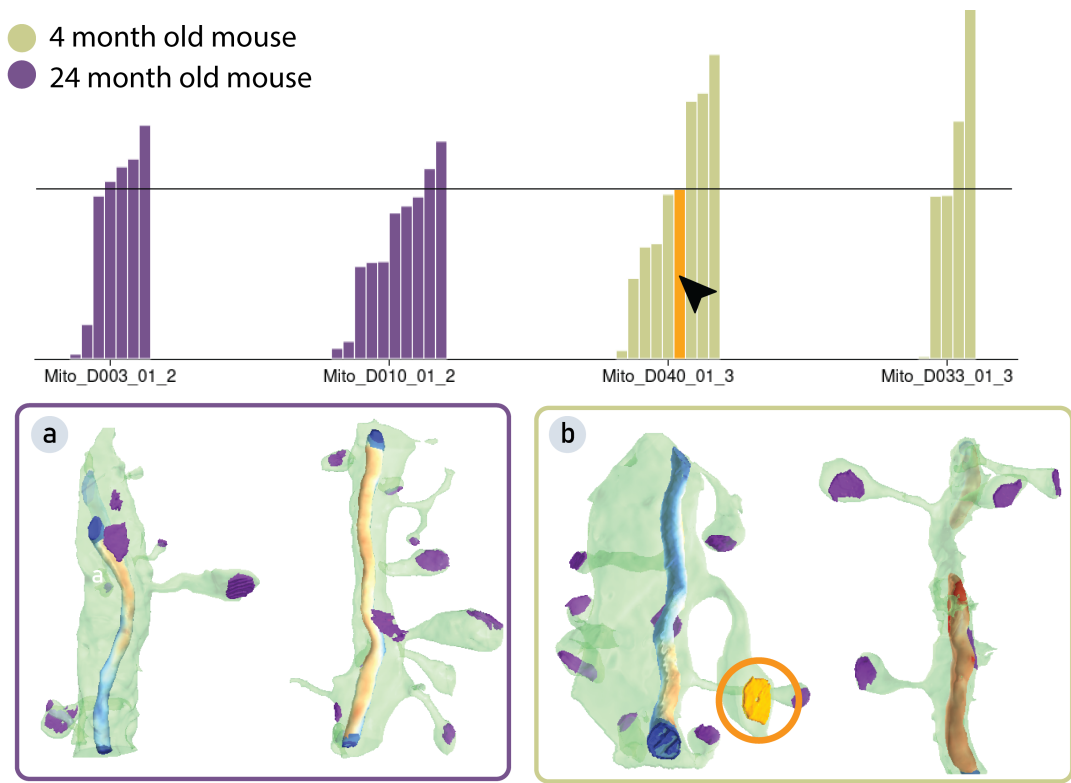 4 month old mouse
24 month old mouse
Mito_D003_01_2 Mito_D010_01_2 Mito_D040_01_3 Mito_D033_01_3
a
b
a